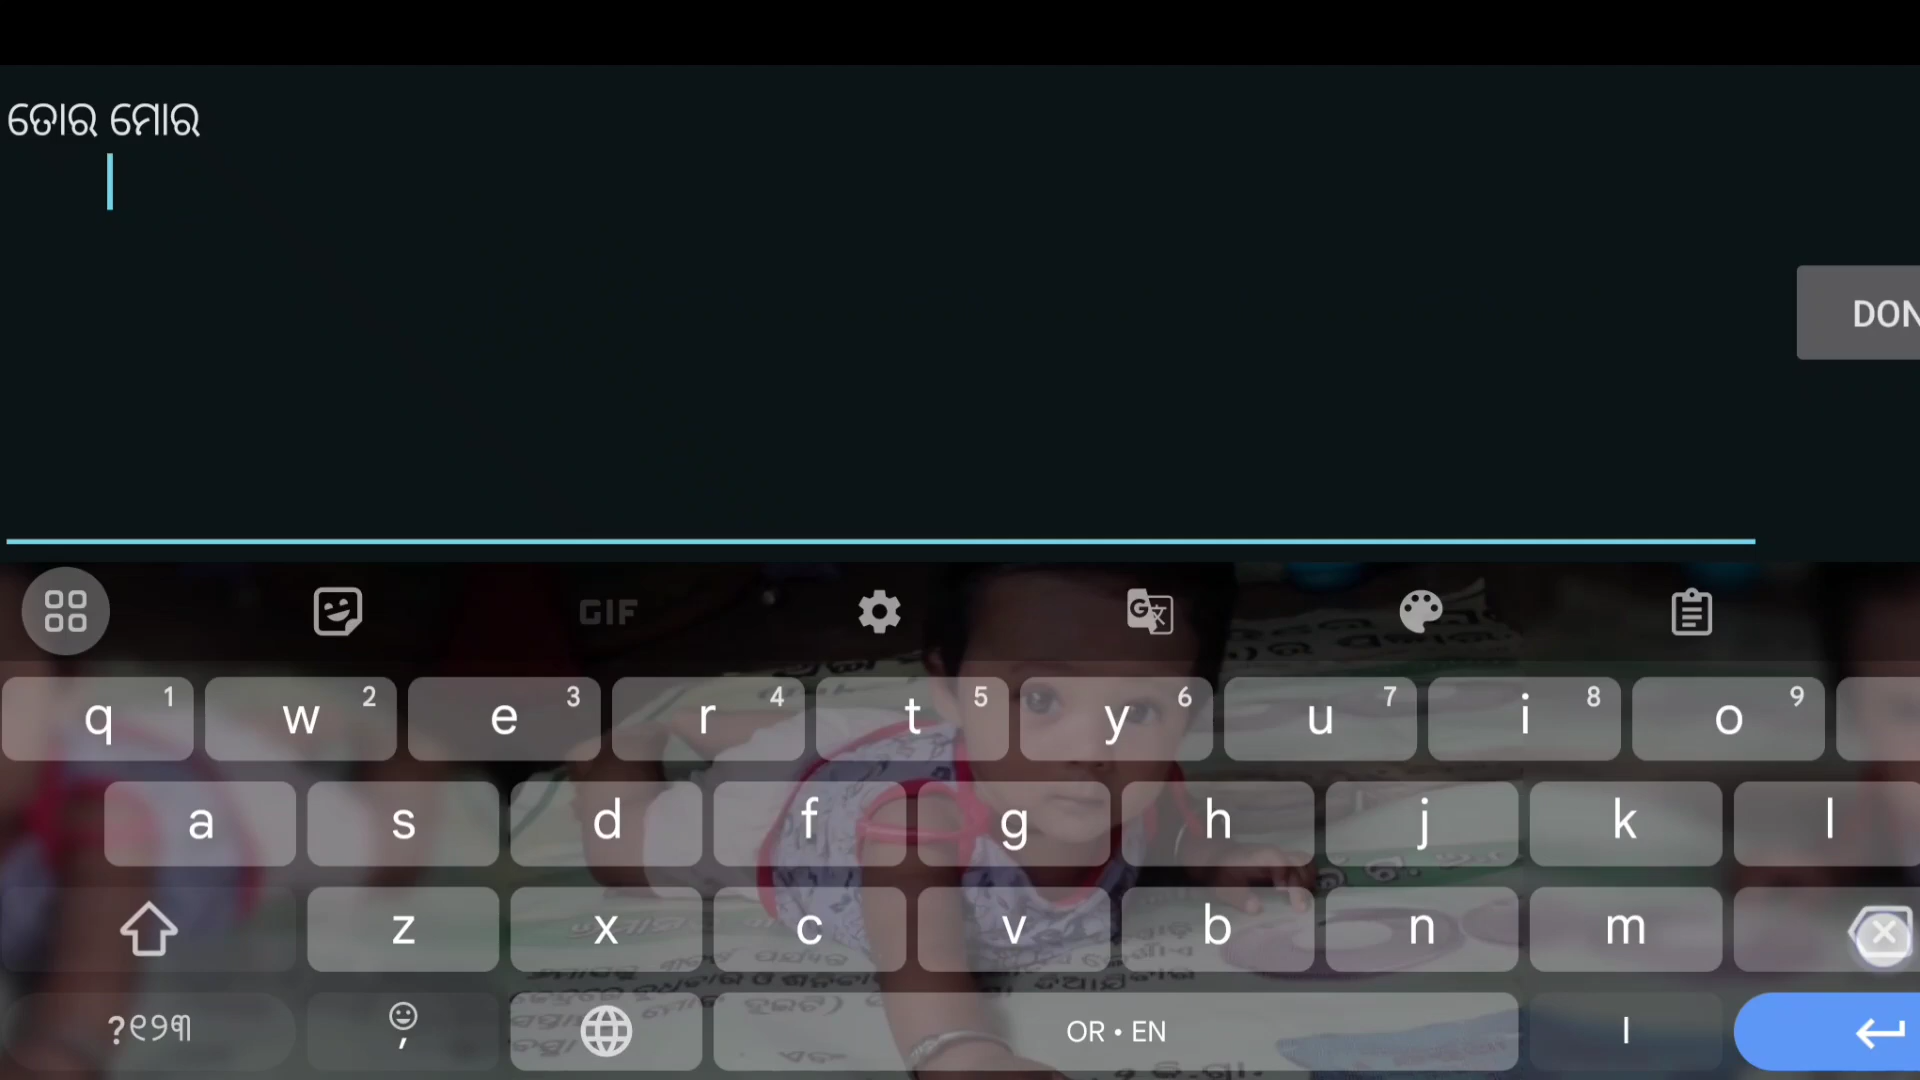 ତୋର ମୋର
DON
GIF
q 1 w 2 e 3 r 4 t 5 y 6 u 7 i 8 o 9
a s d f g h j k l
z x c v b n m
?୧୨୩ , OR • EN ।